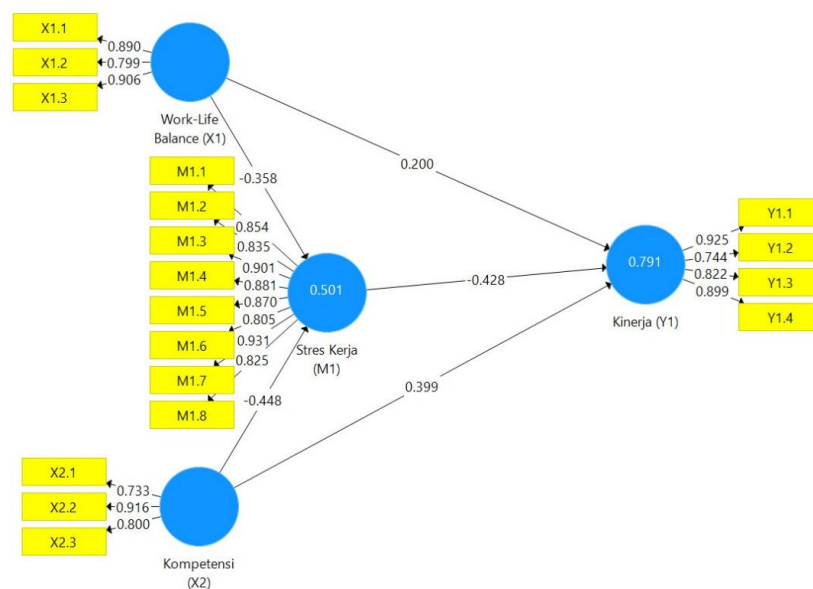 X1.1
0.890
X1.2
0.799
X1.3
0.906
Work-Life
Balance (X1)
M1.1
-0.358
M1.2
0.854
M1.3
0.835
0.901
M1.4
0.881
M1.5
0.870
0.805
M1.6
0.931
M1.7
0.825
M1.8
-0.448
0.501
Stres Kerja
(M1)
0.200
-0.428
0.399
0.791
Kinerja (Y1)
0.925
Y1.1
0.744
Y1.2
0.822
Y1.3
0.899
Y1.4
X2.1
0.733
X2.2
0.916
X2.3
0.800
Kompetensi
(X2)